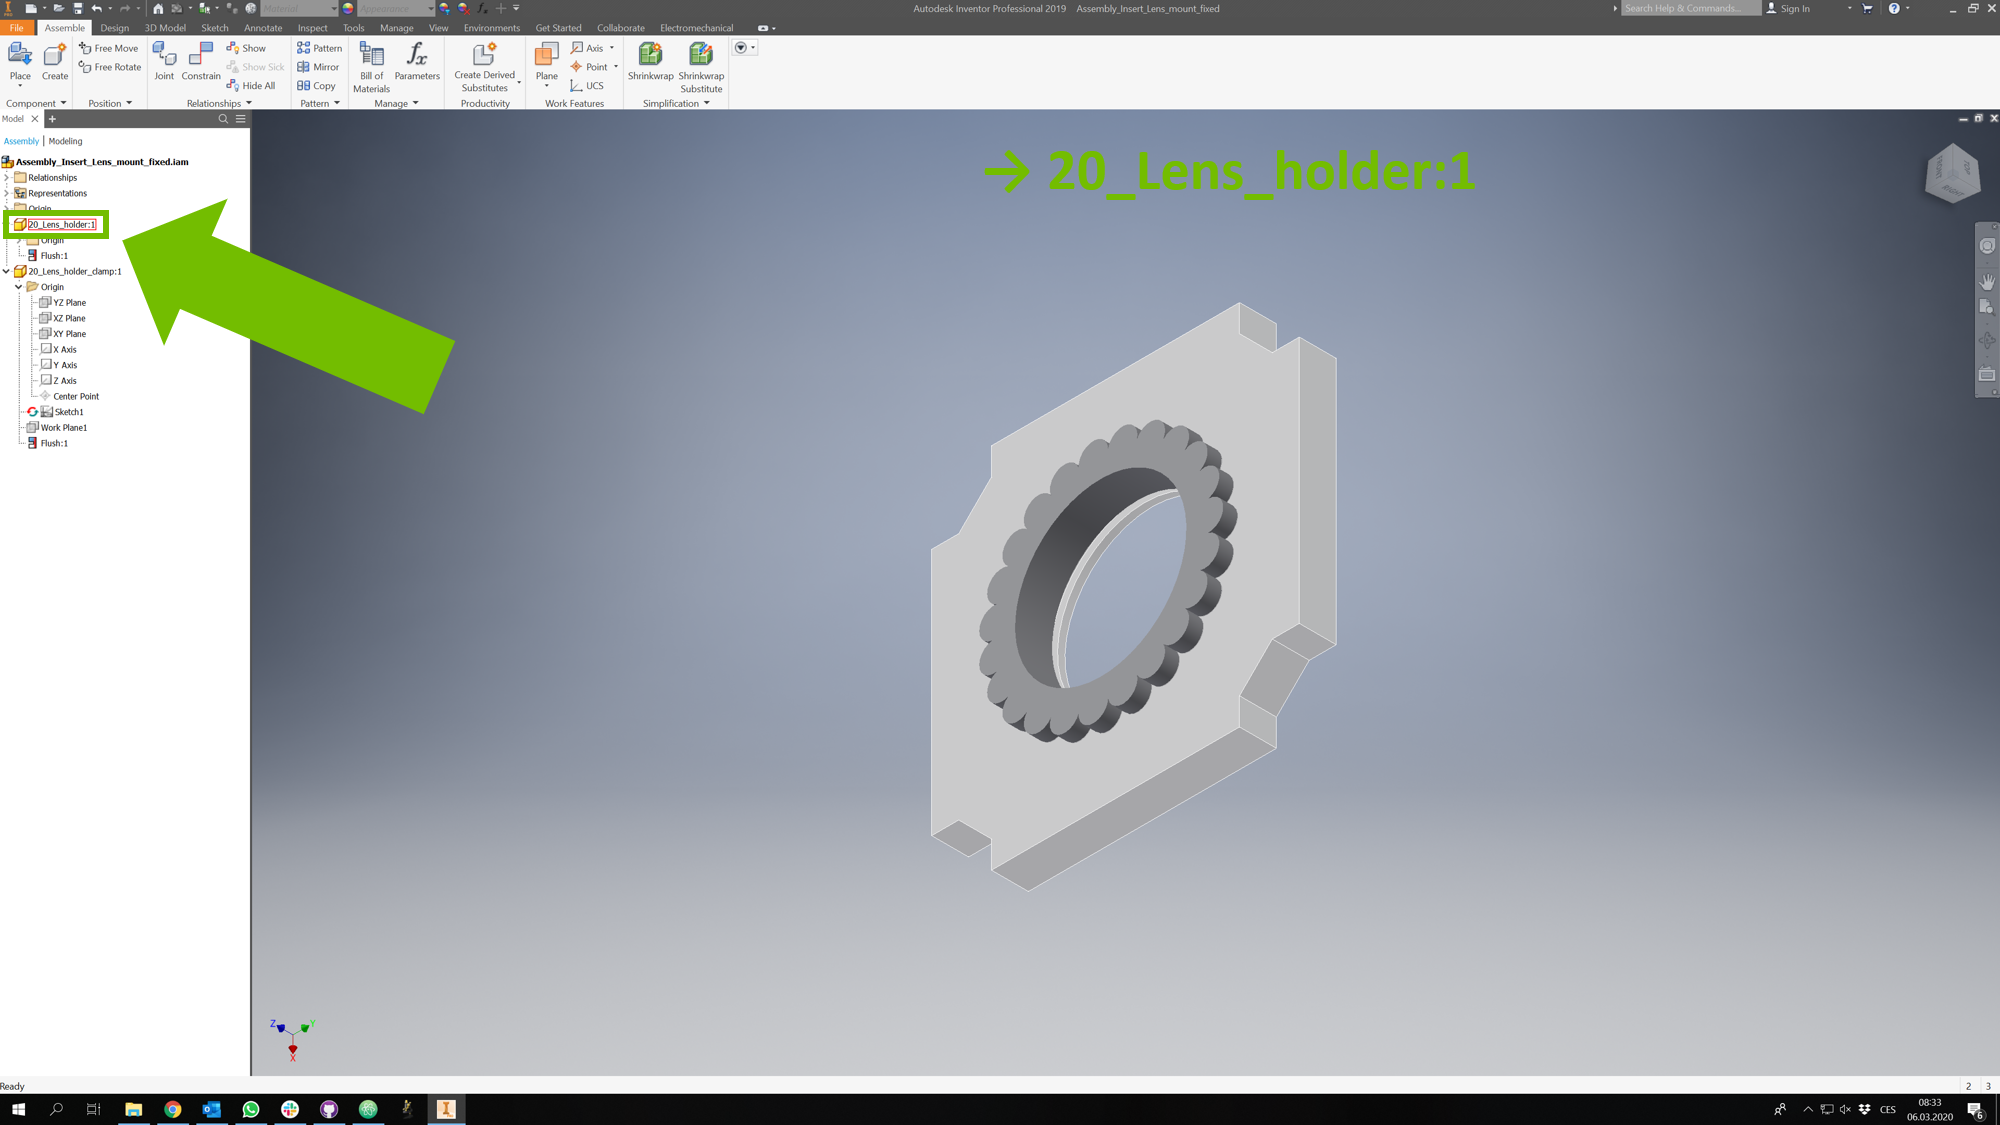 Material
Appearance
Autodesk Inventor Professional 2019 Assembly_Insert_Lens_mount_fixed
Search Help & Commands...
Sign In
File Assemble Design 3D Model Sketch Annotate Inspect Tools Manage View Environments Get Started Collaborate Electromechanical
Place
Create
Free Move
Free Rotate
Joint
Constrain
Show
Show Sick
Hide All
Pattern
Mirror
Copy
Bill of
Materials
Parameters
Create Derived
Substitutes
Plane
Axis
Point
UCS
Shrinkwrap
Shrinkwrap
Substitute
Component Position Relationships Pattern Manage Productivity Work Features Simplification
Model
Assembly | Modeling
Assembly_Insert_Lens_mount_fixed.iam
Relationships
Representations
Origin
20_Lens_holder:1
Origin
Flush:1
20_Lens_holder_clamp:1
Origin
YZ Plane
XZ Plane
XY Plane
X Axis
Y Axis
Z Axis
Center Point
Sketch1
Work Plane1
Flush:1
→ 20_Lens_holder:1
RIGHT
Z
Y
X
Ready
2 3
CES
08:33
06.03.2020
6